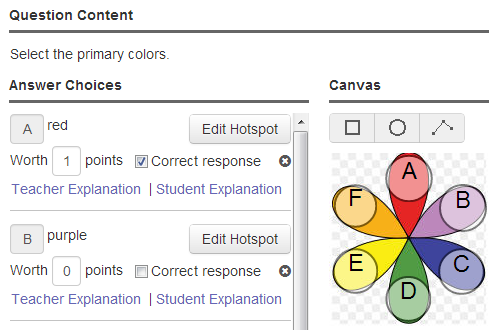 Question Content
Select the primary colors.
Answer Choices
Canvas
A red Edit Hotspot
Worth 1 points Correct response
Teacher Explanation | Student Explanation
B purple Edit Hotspot
Worth 0 points Correct response
Teacher Explanation | Student Explanation
A
F B
E C
D